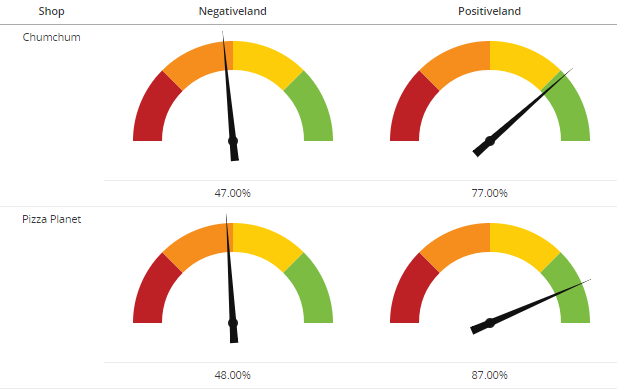 Shop Negativeland Positiveland
Chumchum
47.00% 77.00%
Pizza Planet
48.00% 87.00%